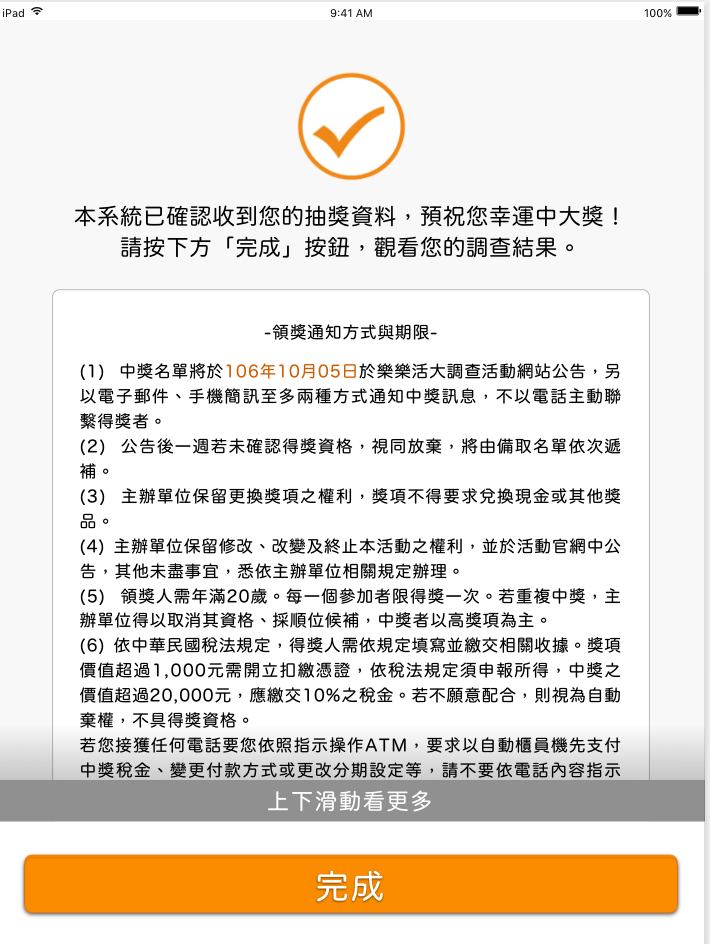 iPad 9:41 AM 100%
本系統已確認收到您的抽獎資料，預祝您幸運中大獎！
請按下方「完成」按鈕，觀看您的調查結果。
-領獎通知方式與期限-
(1) 中獎名單將於106年10月05日於樂樂活大調查活動網站公告，另
以電子郵件、手機簡訊至多兩種方式通知中獎訊息，不以電話主動聯
繫得獎者。
(2) 公告後一週若未確認得獎資格，視同放棄，將由備取名單依次遞
補。
(3) 主辦單位保留更換獎項之權利，獎項不得要求兌換現金或其他獎
品。
(4) 主辦單位保留修改、改變及終止本活動之權利，並於活動官網中公
告，其他未盡事宜，悉依主辦單位相關規定辦理。
(5) 領獎人需年滿20歲。每一個參加者限得獎一次。若重複中獎，主
辦單位得以取消其資格、採順位候補，中獎者以高獎項為主。
(6) 依中華民國稅法規定，得獎人需依規定填寫並繳交相關收據。獎項
價值超過1,000元需開立扣繳憑證，依稅法規定須申報所得，中獎之
價值超過20,000元，應繳交10%之稅金。若不願意配合，則視為自動
棄權，不具得獎資格。
若您接獲任何電話要您依照指示操作ATM，要求以自動櫃員機先支付
中獎稅金、變更付款方式或更改分期設定等，請不要依電話內容指示
上下滑動看更多
完成